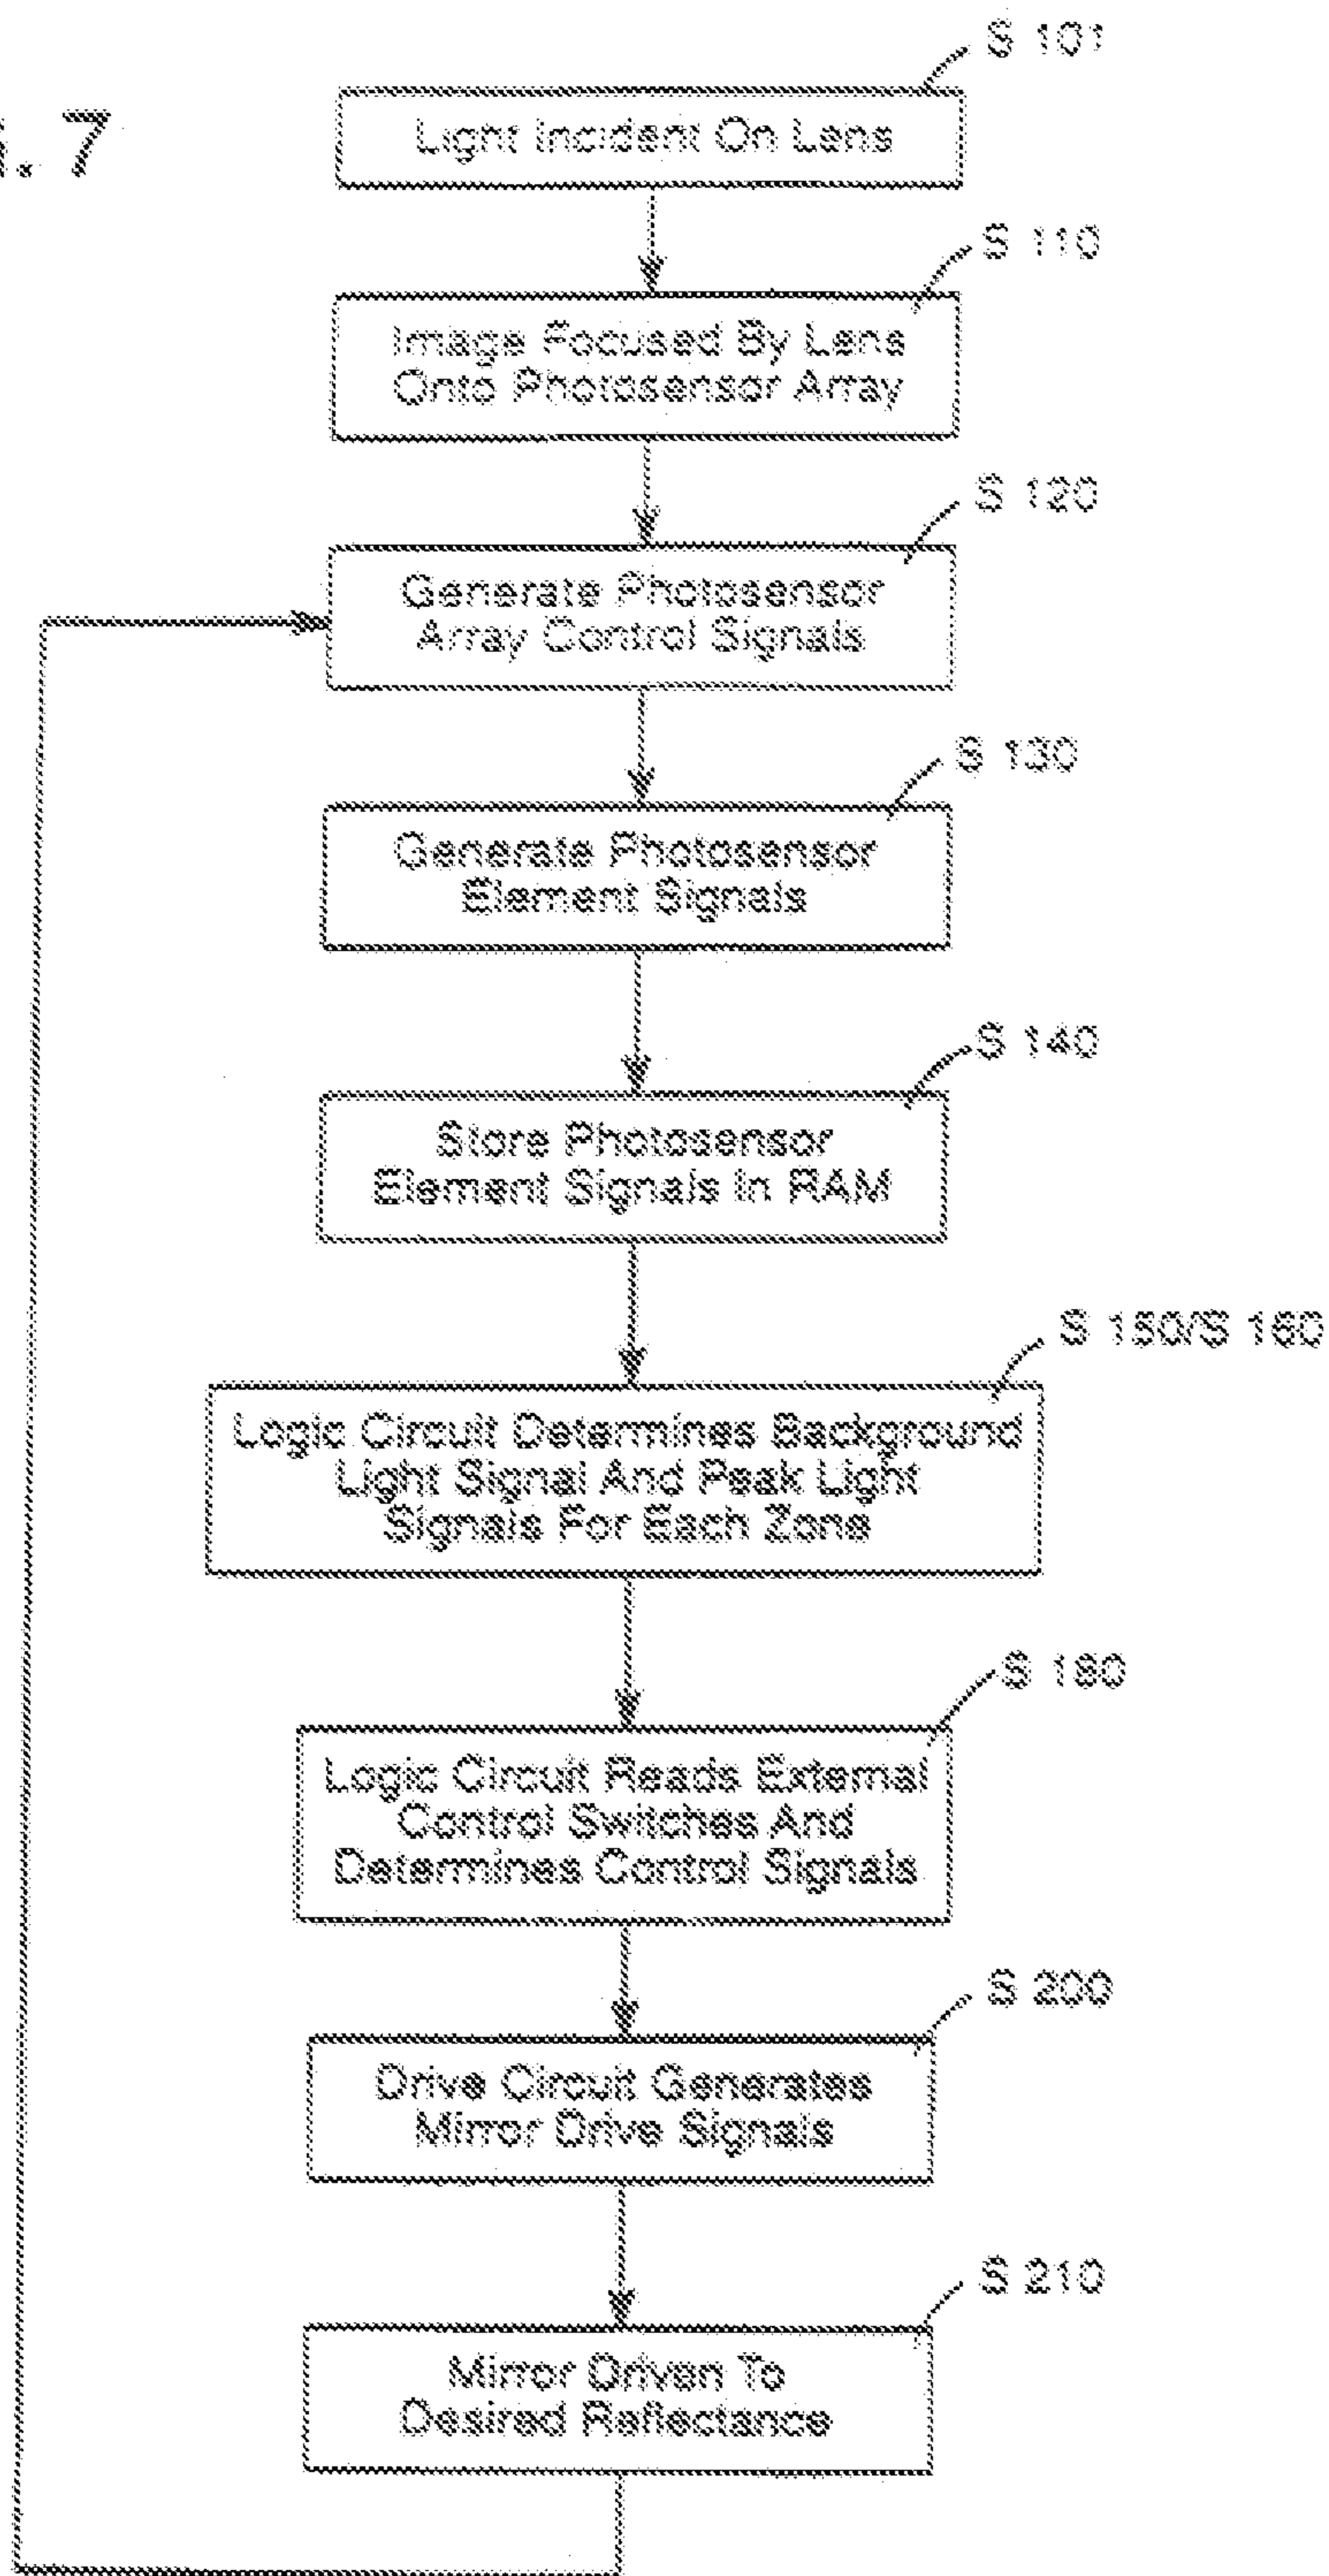 . 7
S 101
Light Incident On Lens
S 110
Image Focused By Lens
Onto Photosensor Array
S 120
Generate Photosensor
Array Control Signals
S 130
Generate Photosensor
Element Signals
S 140
Store Photosensor
Element Signals In RAM
S 150/S 160
Logic Circuit Determines Background
Light Signal And Peak Light
Signals For Each Zone
S 180
Logic Circuit Reads External
Control Switches And
Determines Control Signals
S 200
Drive Circuit Generates
Mirror Drive Signals
S 210
Mirror Driven To
Desired Reflectance